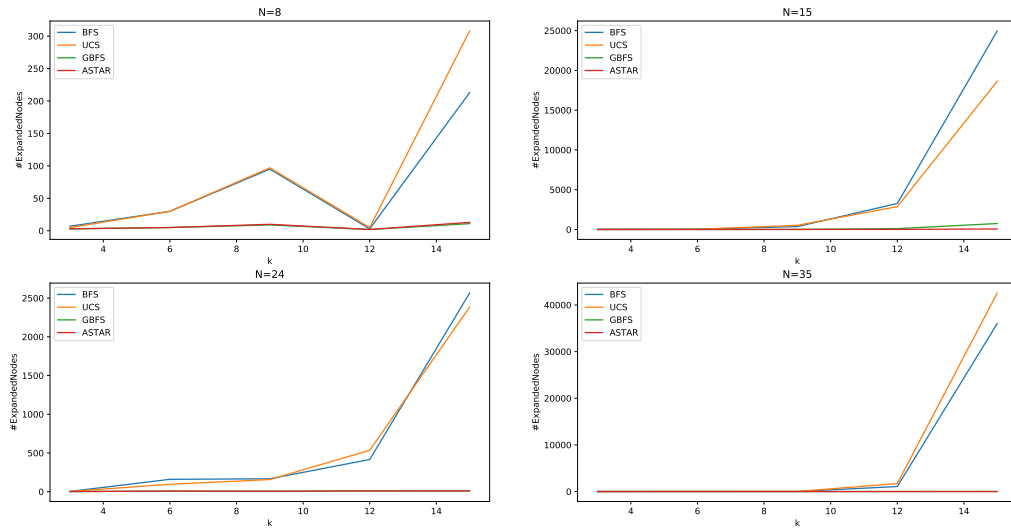 N=8
BFS
UCS
GBFS
ASTAR
#ExpandedNodes
300
250
200
150
100
50
0
4 6 8 10 12 14
k
N=15
BFS
UCS
GBFS
ASTAR
#ExpandedNodes
25000
20000
15000
10000
5000
0
4 6 8 10 12 14
k
N=24
BFS
UCS
GBFS
ASTAR
#ExpandedNodes
2500
2000
1500
1000
500
0
4 6 8 10 12 14
k
N=35
BFS
UCS
GBFS
ASTAR
#ExpandedNodes
40000
30000
20000
10000
0
4 6 8 10 12 14
k